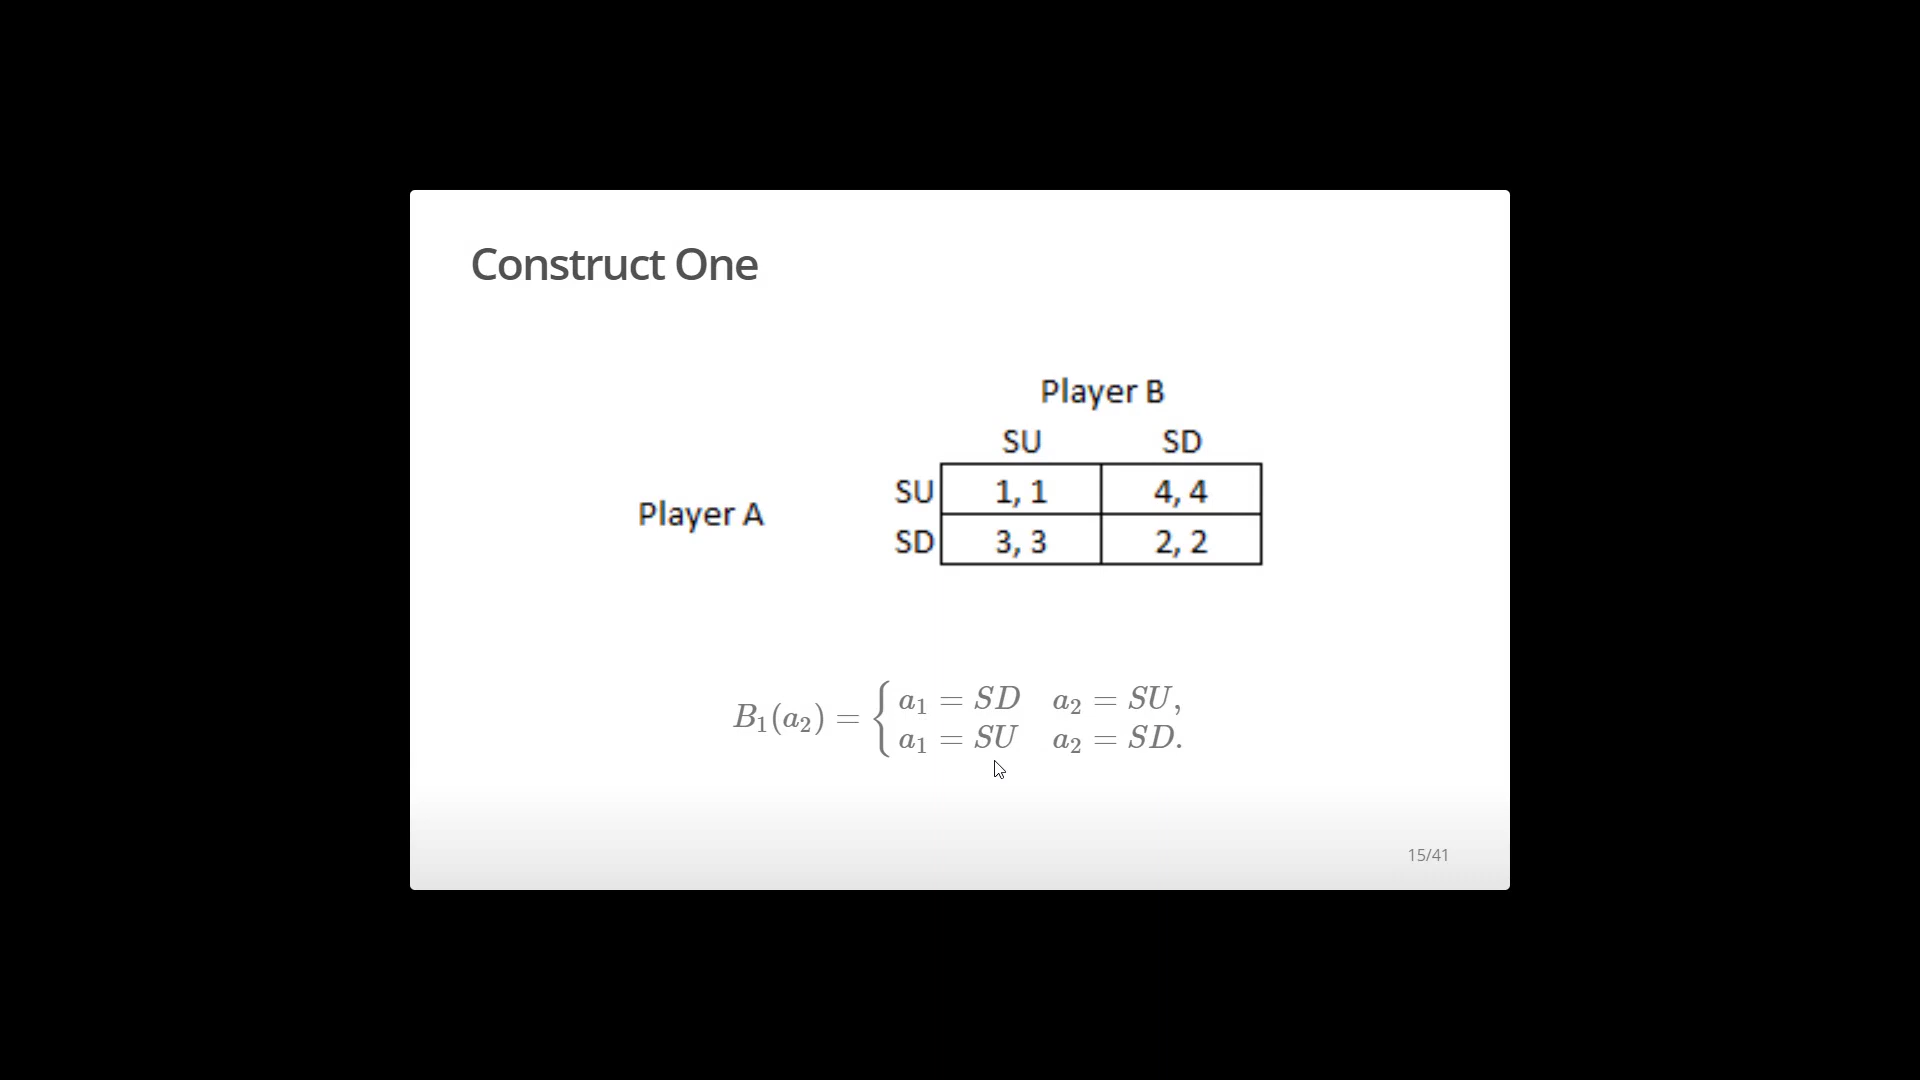 Construct One
Player B
SU SD
SU 1, 1 4, 4
Player A
SD 3, 3 2, 2
B₁(a₂) = { a₁ = SD a₂ = SU,
a₁ = SU a₂ = SD.
15/41